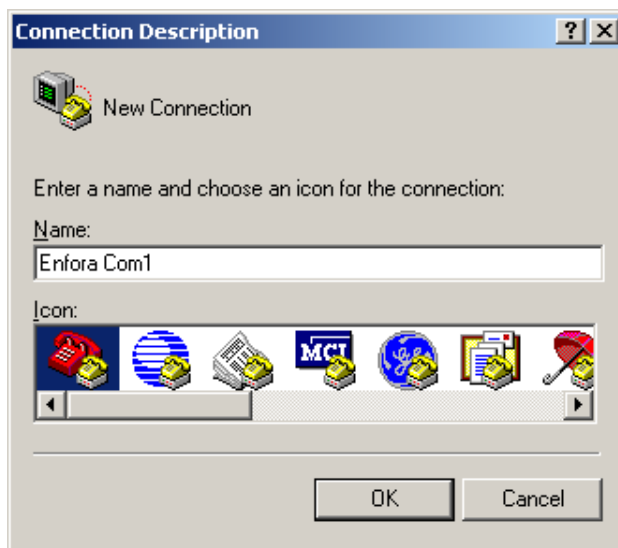 Connection Description
New Connection
Enter a name and choose an icon for the connection:
Name:
Enfora Com1
Icon:
MCI
OK
Cancel